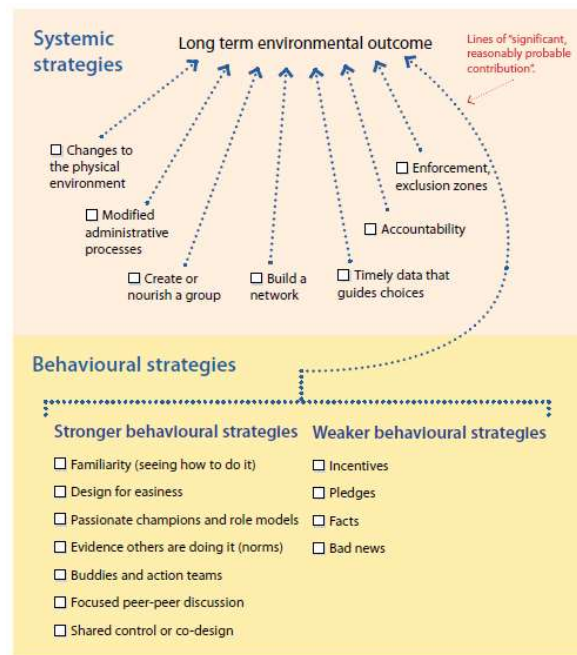 Systemic
strategies
Long term environmental outcome
Lines of "significant,
reasonably probable
contribution".
☐ Changes to
the physical
environment
☐ Modified
administrative
processes
☐ Create or
nourish a group
☐ Build a
network
☐ Timely data that
guides choices
☐ Accountability
☐ Enforcement,
exclusion zones
Behavioural strategies
Stronger behavioural strategies
☐ Familiarity (seeing how to do it)
☐ Design for easiness
☐ Passionate champions and role models
☐ Evidence others are doing it (norms)
☐ Buddies and action teams
☐ Focused peer-peer discussion
☐ Shared control or co-design
Weaker behavioural strategies
☐ Incentives
☐ Pledges
☐ Facts
☐ Bad news